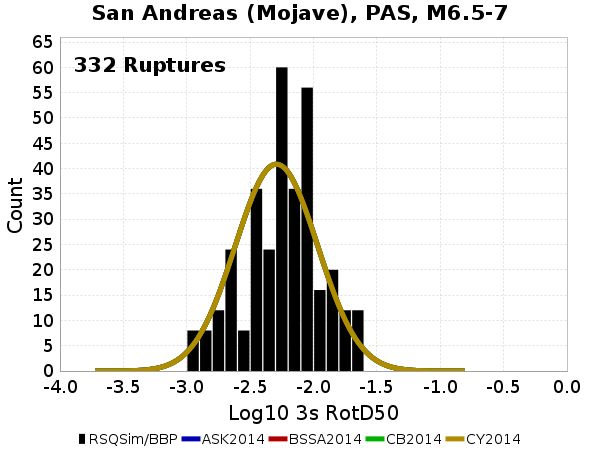 San Andreas (Mojave), PAS, M6.5-7
332 Ruptures
65
60
55
50
45
40
35
30
25
20
15
10
5
0
Count
-4.0 -3.5 -3.0 -2.5 -2.0 -1.5 -1.0 -0.5 0.0
Log10 3s RotD50
RSQSim/BBP ASK2014 BSSA2014 CB2014 CY2014